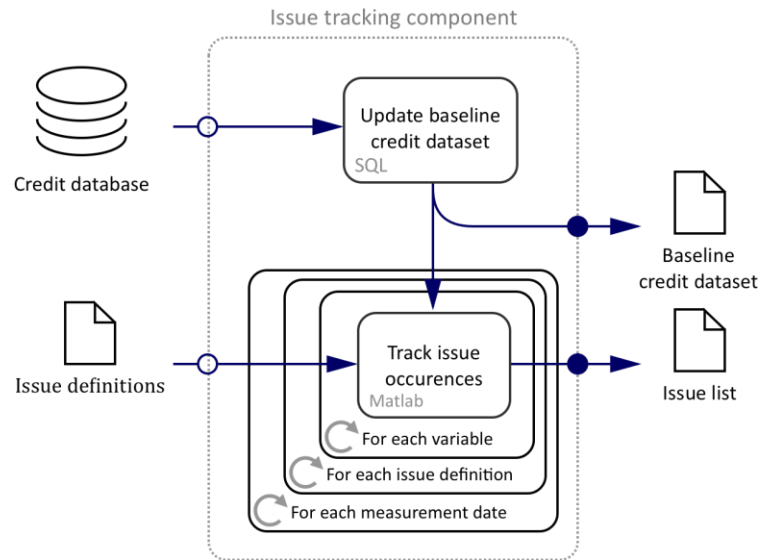 Issue tracking component
Update baseline
credit dataset
SQL
Credit database
Baseline
credit dataset
Issue definitions
Track issue
occurences
Matlab
Issue list
For each variable
For each issue definition
For each measurement date